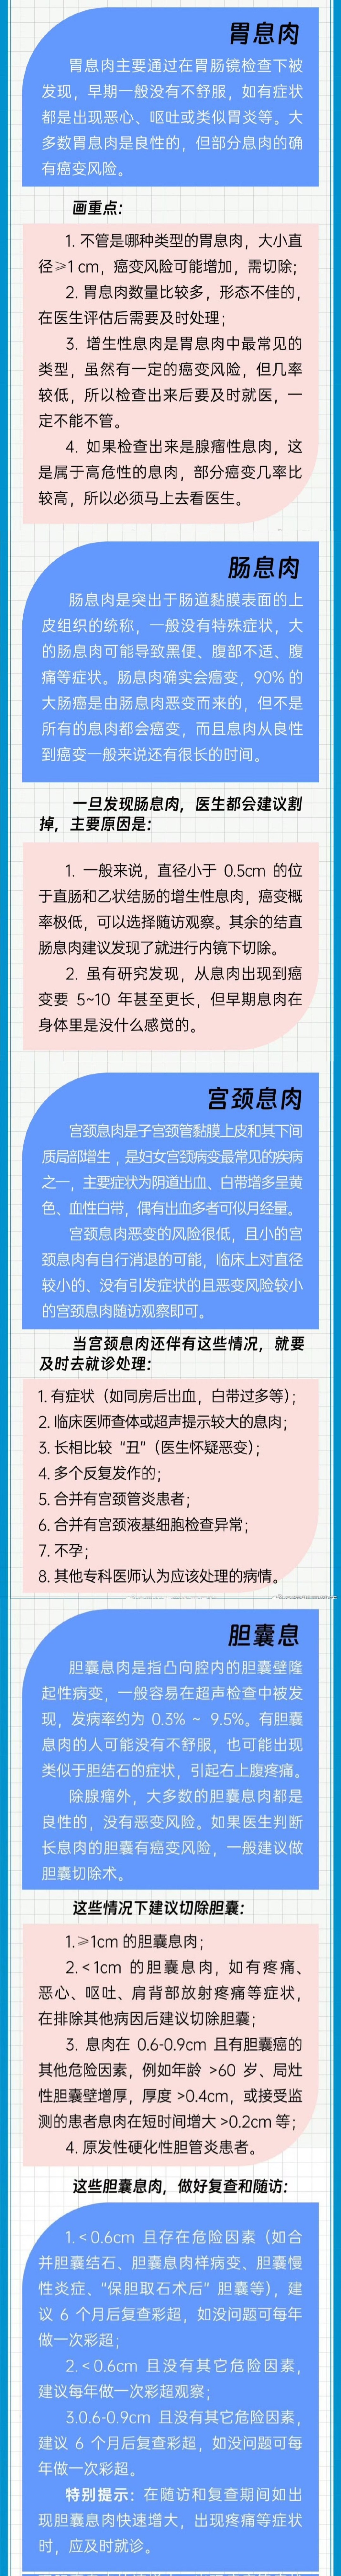 胃息肉
胃息肉主要通过在胃肠镜检查下被
发现，早期一般没有不舒服，如有症状
都是出现恶心、呕吐或类似胃炎等。大
多数胃息肉是良性的，但部分息肉的确
有癌变风险。
画重点：
1. 不管是哪种类型的胃息肉，大小直
径≥1 cm，癌变风险可能增加，需切除；
2. 胃息肉数量比较多，形态不佳的，
在医生评估后需要及时处理；
3. 增生性息肉是胃息肉中最常见的
类型，虽然有一定的癌变风险，但几率
较低，所以检查出来后要及时就医，一
定不能不管。
4. 如果检查出来是腺瘤性息肉，这
是属于高危性的息肉，部分癌变几率比
较高，所以必须马上去看医生。
肠息肉
肠息肉是突出于肠道黏膜表面的上
皮组织的统称，一般没有特殊症状，大
的肠息肉可能导致黑便、腹部不适、腹
痛等症状。肠息肉确实会癌变，90% 的
大肠癌是由肠息肉恶变而来的，但不是
所有的息肉都会癌变，而且息肉从良性
到癌变一般来说还有很长的时间。
一旦发现肠息肉，医生都会建议割
掉，主要原因是：
1. 一般来说，直径小于 0.5cm 的位
于直肠和乙状结肠的增生性息肉，癌变概
率极低，可以选择随访观察。其余的结直
肠息肉建议发现了就进行内镜下切除。
2. 虽有研究发现，从息肉出现到癌
变要 5~10 年甚至更长，但早期息肉在
身体里是没什么感觉的。
宫颈息肉
宫颈息肉是子宫颈管黏膜上皮和其下间
质局部增生 ，是妇女宫颈病变最常见的疾病
之一，主要症状为阴道出血、白带增多呈黄
色、血性白带，偶有出血多者可似月经量。
宫颈息肉恶变的风险很低，且小的宫
颈息肉有自行消退的可能，临床上对直径
较小的、没有引发症状的且恶变风险较小
的宫颈息肉随访观察即可。
当宫颈息肉还伴有这些情况，就要
及时去就诊处理：
1. 有症状（如同房后出血，白带过多等）；
2. 临床医师查体或超声提示较大的息肉；
3. 长相比较“丑”（医生怀疑恶变）；
4. 多个反复发作的；
5. 合并有宫颈管炎患者；
6. 合并有宫颈液基细胞检查异常；
7. 不孕；
8. 其他专科医师认为应该处理的病情。
胆囊息
胆囊息肉是指凸向腔内的胆囊壁隆
起性病变，一般容易在超声检查中被发
现，发病率约为 0.3% ~ 9.5%。有胆囊
息肉的人可能没有不舒服，也可能出现
类似于胆结石的症状，引起右上腹疼痛。
除腺瘤外，大多数的胆囊息肉都是
良性的，没有恶变风险。如果医生判断
长息肉的胆囊有癌变风险，一般建议做
胆囊切除术。
这些情况下建议切除胆囊：
1.≥1cm 的胆囊息肉；
2.<1cm 的胆囊息肉，如有疼痛、
恶心、呕吐、肩背部放射疼痛等症状，
在排除其他病因后建议切除胆囊；
3. 息肉在 0.6-0.9cm 且有胆囊癌的
其他危险因素，例如年龄 >60 岁、局灶
性胆囊壁增厚，厚度 >0.4cm，或接受监
测的患者息肉在短时间增大 >0.2cm 等；
4. 原发性硬化性胆管炎患者。
这些胆囊息肉，做好复查和随访：
1.<0.6cm 且存在危险因素（如合
并胆囊结石、胆囊息肉样病变、胆囊慢
性炎症、“保胆取石术后”胆囊等），建
议 6 个月后复查彩超，如没问题可每年
做一次彩超；
2.<0.6cm 且没有其它危险因素，
建议每年做一次彩超观察；
3.0.6-0.9cm 且没有其它危险因素，
建议 6 个月后复查彩超，如没问题可每
年做一次彩超。
特别提示：在随访和复查期间如出
现胆囊息肉快速增大，出现疼痛等症状
时，应及时就诊。